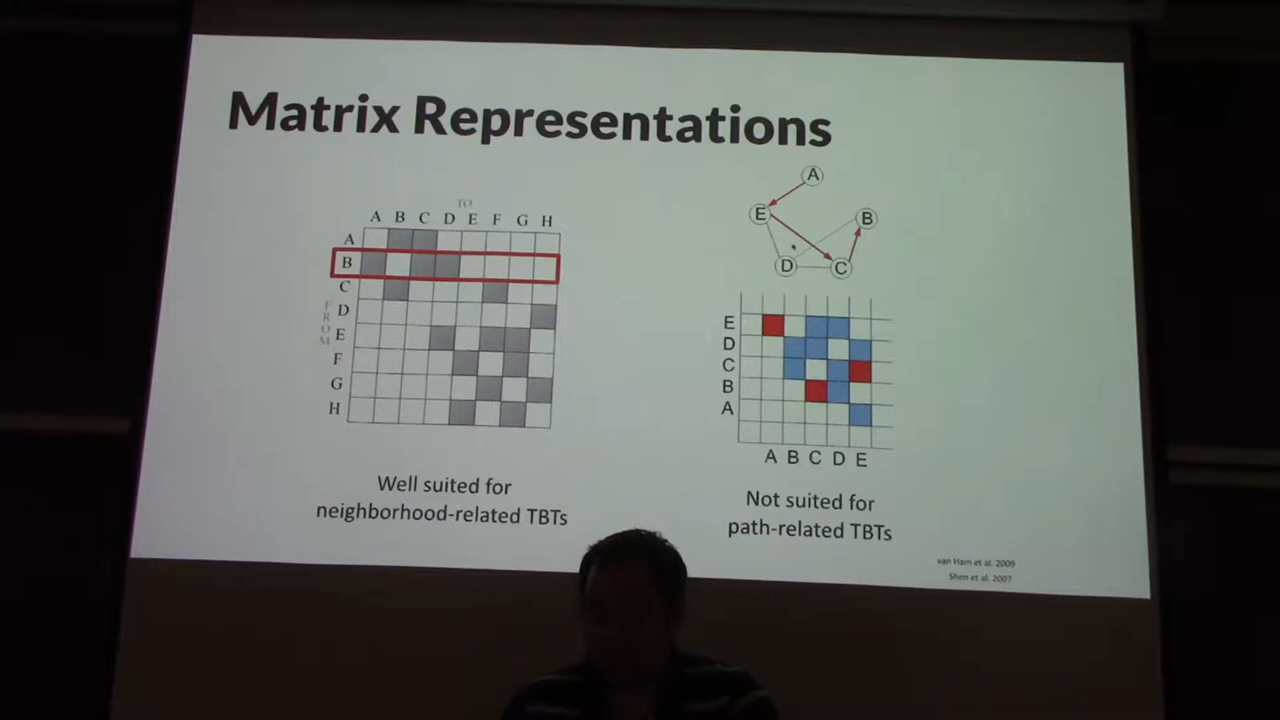 Matrix Representations
TO
A B C D E F G H
A
B
C
D
E
F
G
H
FROM
Well suited for
neighborhood-related TBTs
A
E
B
D
C
E
D
C
B
A
A B C D E
Not suited for
path-related TBTs
van Ham et al. 2009
Shen et al. 2007